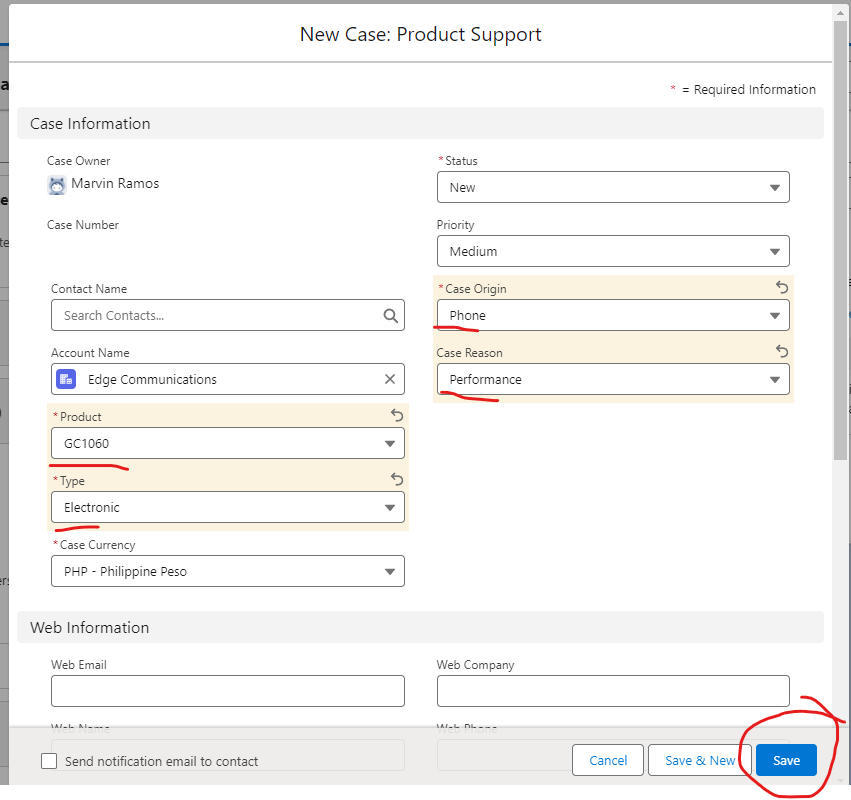 New Case: Product Support
* = Required Information
Case Information
Case Owner
Marvin Ramos
* Status
New
Case Number
Priority
Medium
Contact Name
Search Contacts...
* Case Origin
Phone
Account Name
Edge Communications
Case Reason
Performance
* Product
GC1060
* Type
Electronic
* Case Currency
PHP - Philippine Peso
Web Information
Web Email
Web Company
Web Name
Web Phone
Send notification email to contact
Cancel
Save & New
Save